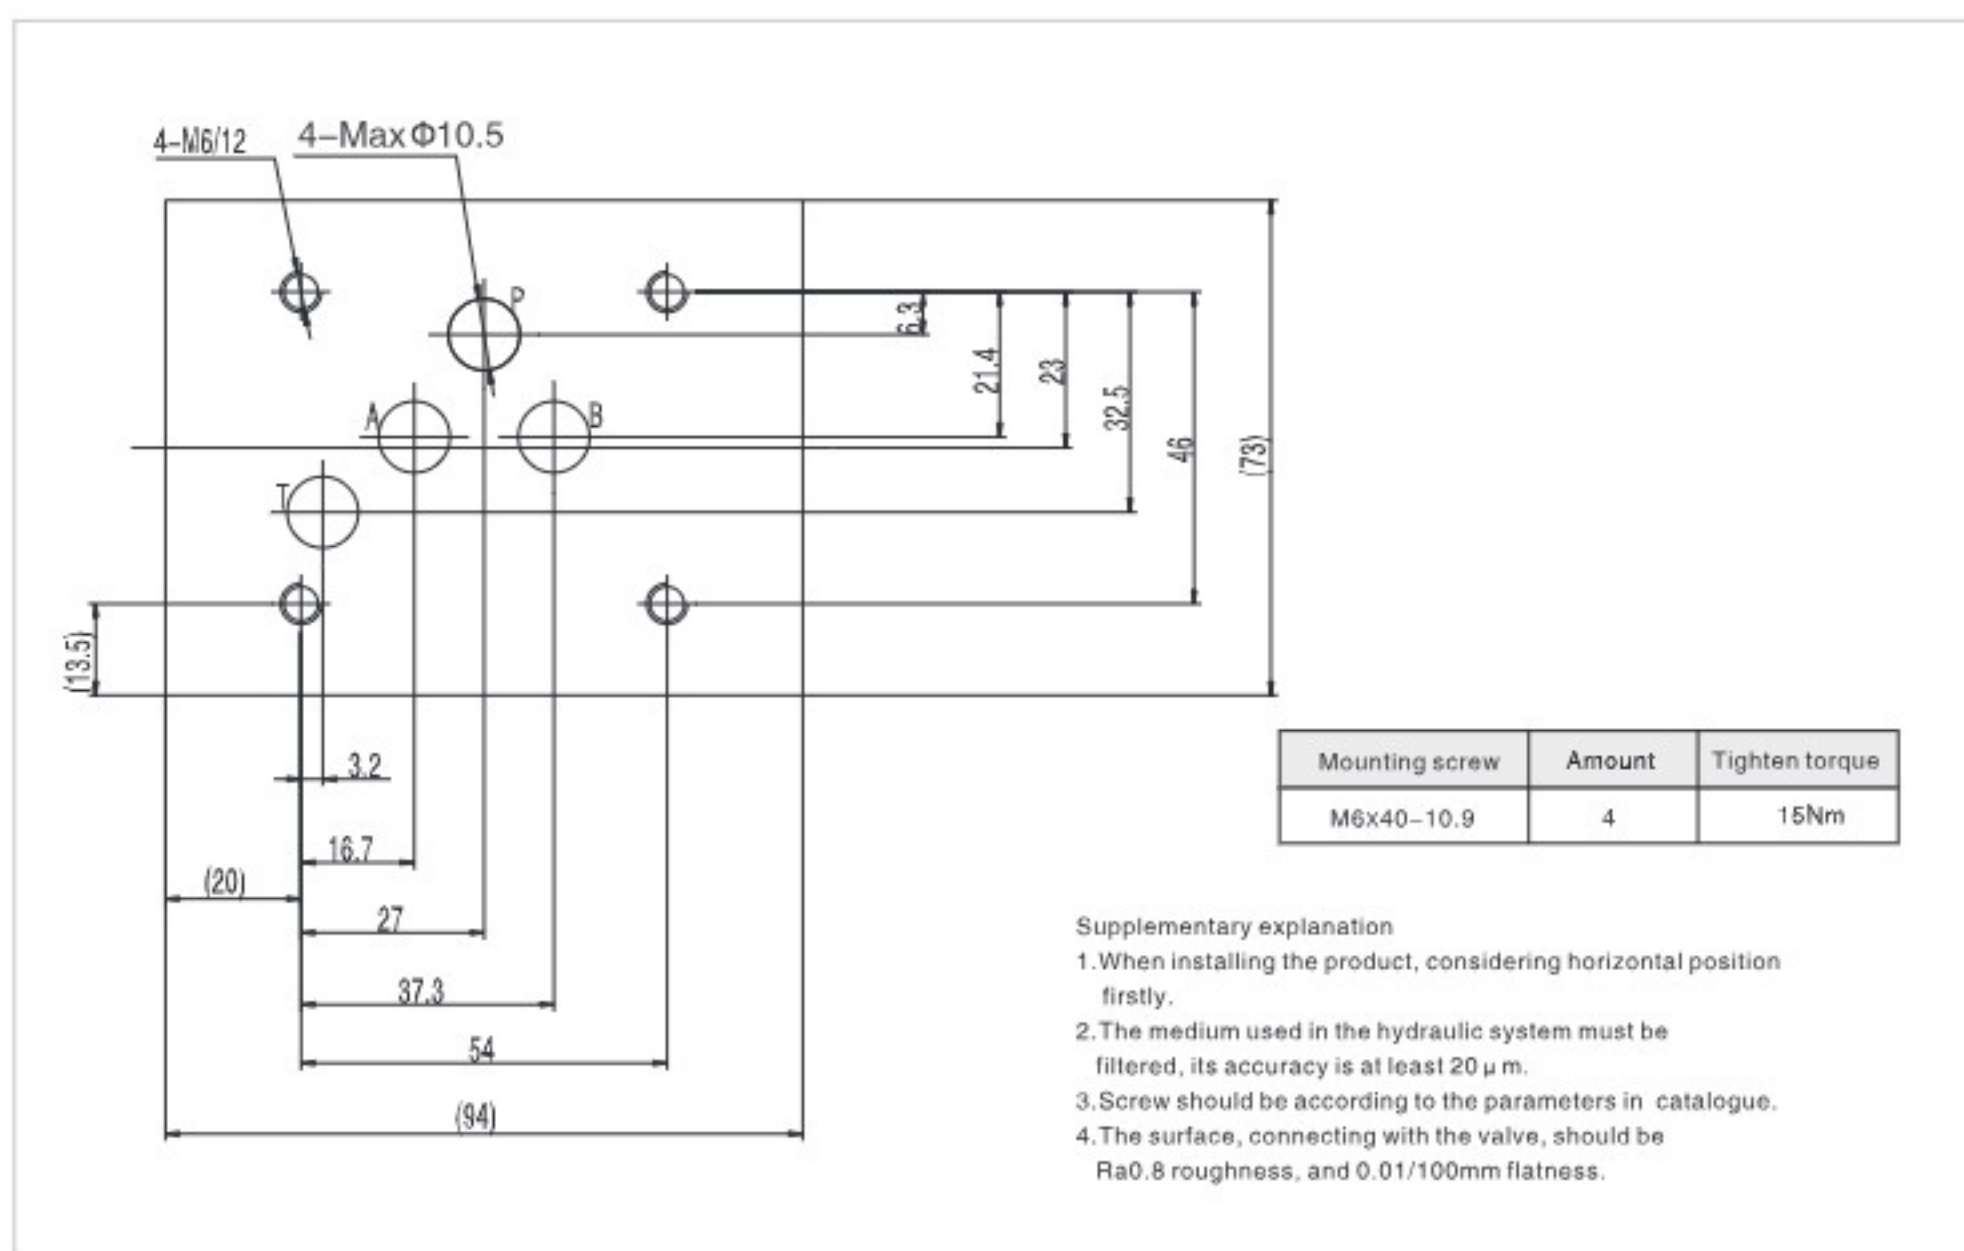 4-M6/12
4-MaxΦ10.5
P
6.3
21.4
23
32.5
A
B
46
(73)
T
(13.5)
3.2
16.7
(20)
27
37.3
54
(94)
Mounting screw Amount Tighten torque
M6X40-10.9 4 15Nm
Supplementary explanation
1.When installing the product, considering horizontal position
firstly.
2.The medium used in the hydraulic system must be
filtered, its accuracy is at least 20 μ m.
3.Screw should be according to the parameters in catalogue.
4.The surface, connecting with the valve, should be
Ra0.8 roughness, and 0.01/100mm flatness.